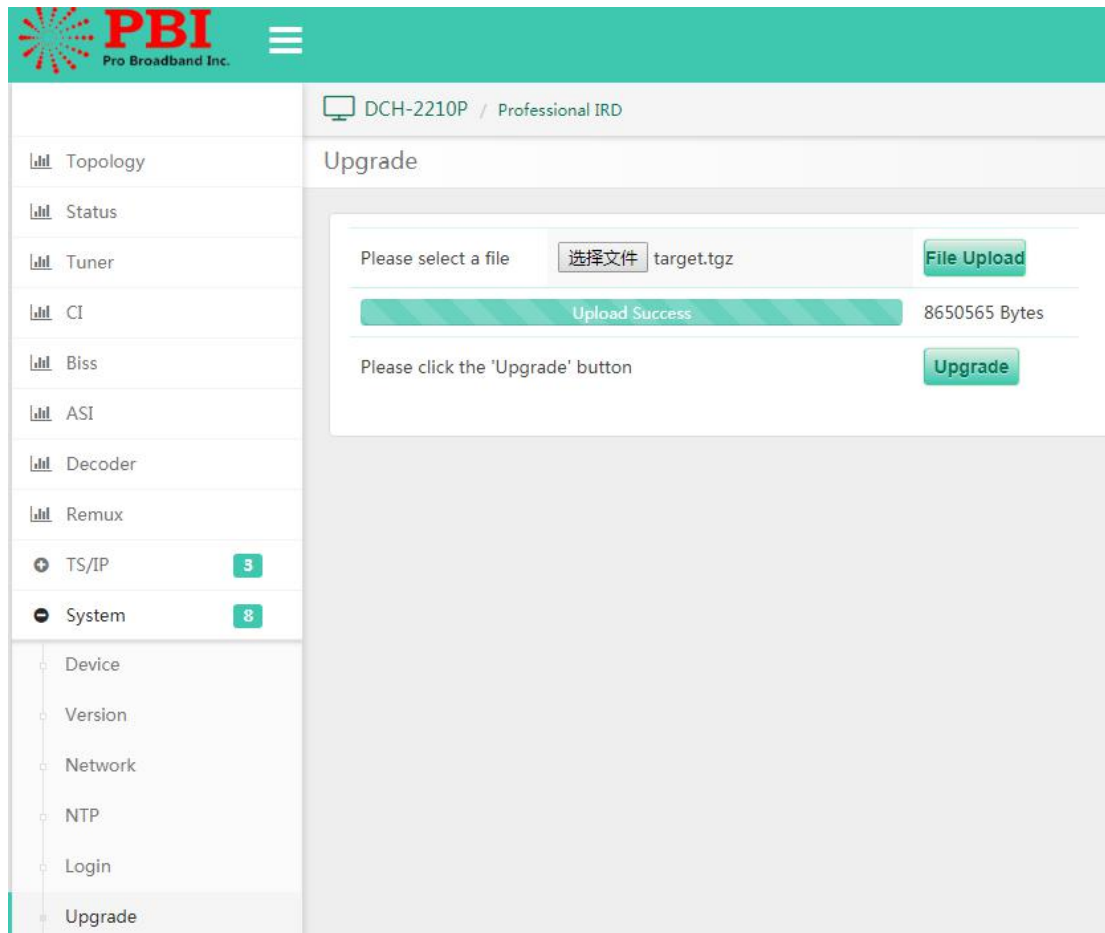 PBI
Pro Broadband Inc.
DCH-2210P / Professional IRD
Upgrade
Topology
Status
Tuner
CI
Biss
ASI
Decoder
Remux
TS/IP 3
System 8
Device
Version
Network
NTP
Login
Upgrade
Please select a file 选择文件 target.tgz File Upload
Upload Success 8650565 Bytes
Please click the 'Upgrade' button Upgrade